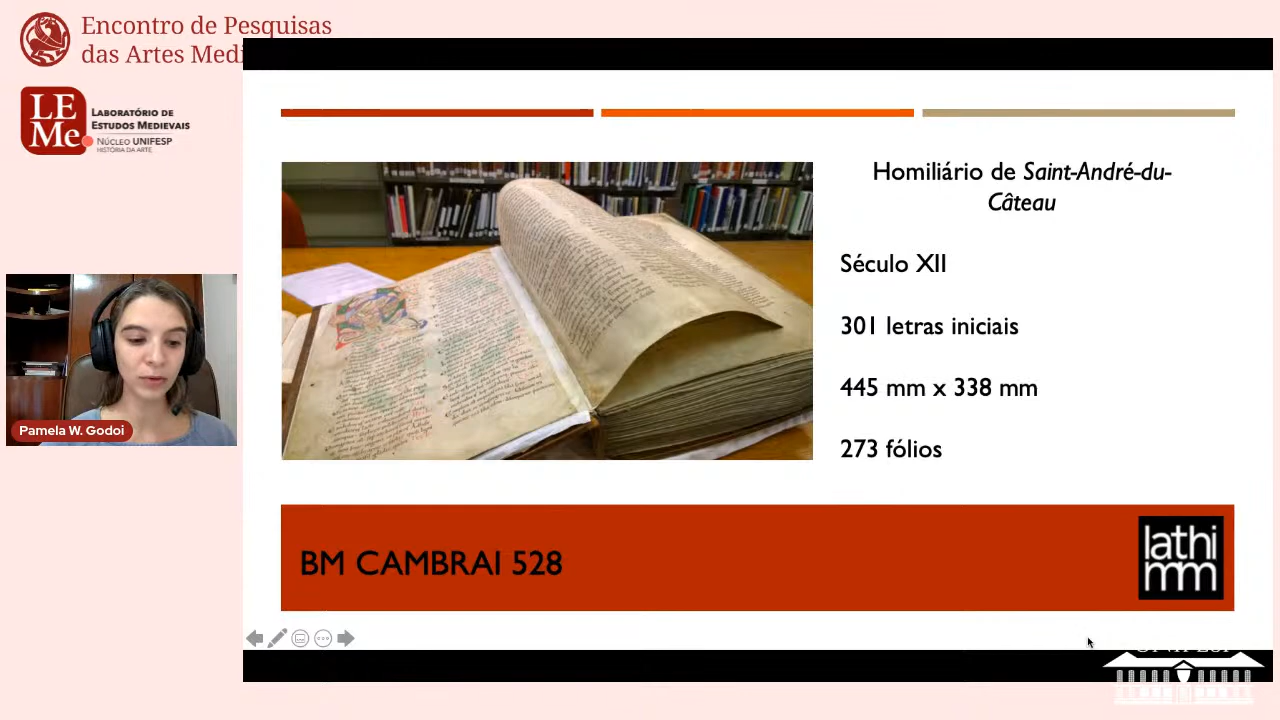 Encontro de Pesquisas
das Artes Medi
LE
Me
LABORATÓRIO DE
ESTUDOS MEDIEVAIS
NÚCLEO UNIFESP
HISTÓRIA DA ARTE
Homiliário de Saint-André-du-
Câteau
Século XII
301 letras iniciais
445 mm x 338 mm
273 fólios
Pamela W. Godoi
BM CAMBRAI 528
lathi
mm